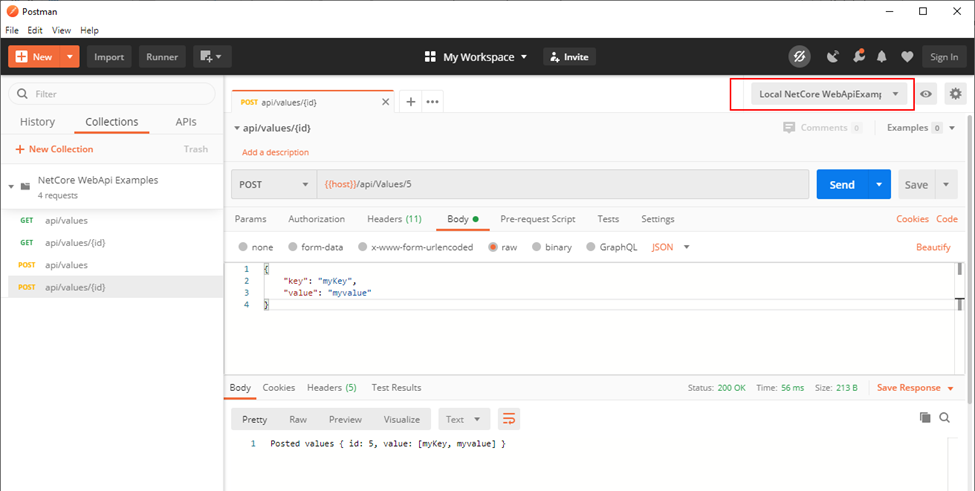 Postman
File Edit View Help
New Import Runner My Workspace Invite Sign In
Filter
History Collections APIs
+ New Collection Trash
NetCore WebApi Examples
4 requests
GET api/values
GET api/values/{id}
POST api/values
POST api/values/{id}
POST api/values/{id}
Local NetCore WebApiExamp
api/values/{id} Comments 0 Examples 0
Add a description
POST {{host}}/api/Values/5 Send Save
Params Authorization Headers (11) Body Pre-request Script Tests Settings Cookies Code
none form-data x-www-form-urlencoded raw binary GraphQL JSON Beautify
1 {
2 "key": "myKey",
3 "value": "myvalue"
4 }
Body Cookies Headers (5) Test Results Status: 200 OK Time: 56 ms Size: 213 B Save Response
Pretty Raw Preview Visualize Text
1 Posted values { id: 5, value: [myKey, myvalue] }